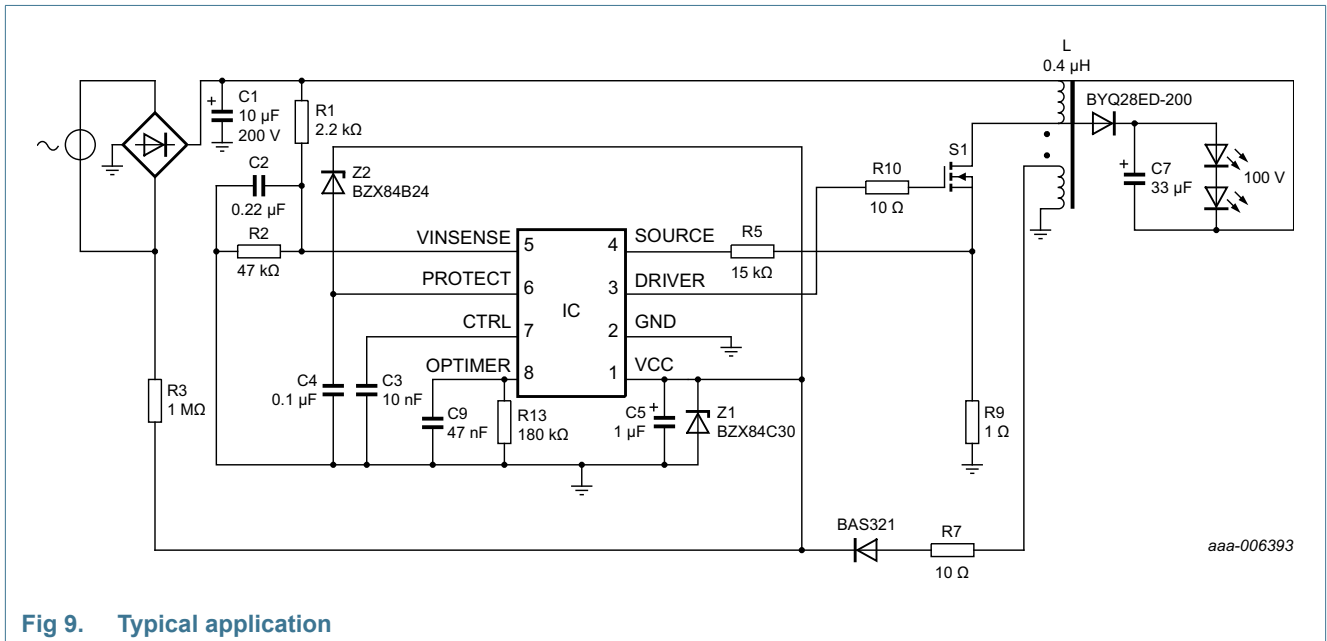 L
0.4 µH
BYQ28ED-200
C1
10 µF
200 V
+
R1
2.2 kΩ
C2
0.22 µF
Z2
BZX84B24
S1
R10
10 Ω
C7
33 µF
+
100 V
R2
47 kΩ
VINSENSE
5
4
SOURCE
R5
15 kΩ
PROTECT
6
3
DRIVER
IC
CTRL
7
2
GND
OPTIMER
8
1
VCC
R3
1 MΩ
C4
0.1 µF
C3
10 nF
C9
47 nF
R13
180 kΩ
C5
1 µF
+
Z1
BZX84C30
R9
1 Ω
BAS321
R7
10 Ω
aaa-006393
Fig 9. Typical application